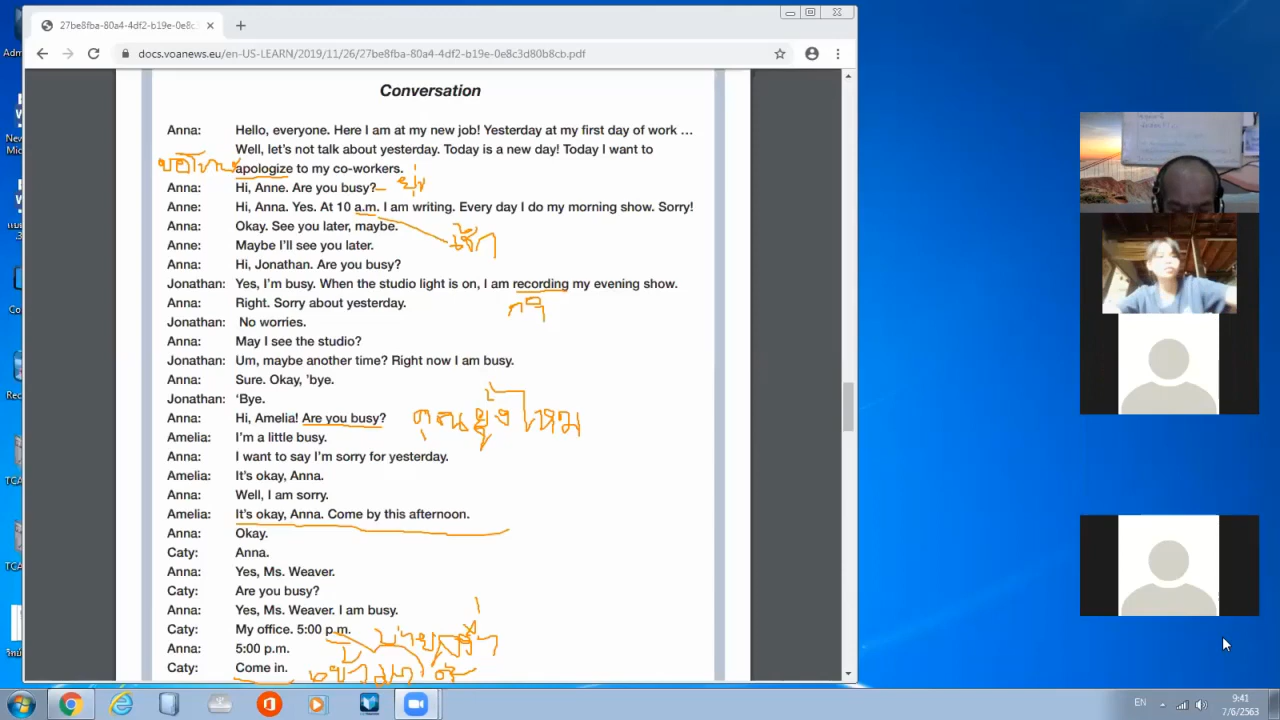 27be8fba-80a4-4df2-b19e-0e8c
docs.voanews.eu/en-US-LEARN/2019/11/26/27be8fba-80a4-4df2-b19e-0e8c3d80b8cb.pdf
Conversation
Anna: Hello, everyone. Here I am at my new job! Yesterday at my first day of work …
Well, let's not talk about yesterday. Today is a new day! Today I want to
apologize to my co-workers.
Anna: Hi, Anne. Are you busy?
Anne: Hi, Anna. Yes. At 10 a.m. I am writing. Every day I do my morning show. Sorry!
Anna: Okay. See you later, maybe.
Anne: Maybe I'll see you later.
Anna: Hi, Jonathan. Are you busy?
Jonathan: Yes, I'm busy. When the studio light is on, I am recording my evening show.
Anna: Right. Sorry about yesterday.
Jonathan: No worries.
Anna: May I see the studio?
Jonathan: Um, maybe another time? Right now I am busy.
Anna: Sure. Okay, 'bye.
Jonathan: 'Bye.
Anna: Hi, Amelia! Are you busy?
คุณยุ่งไหม
Amelia: I'm a little busy.
Anna: I want to say I'm sorry for yesterday.
Amelia: It's okay, Anna.
Anna: Well, I am sorry.
Amelia: It's okay, Anna. Come by this afternoon.
Anna: Okay.
Caty: Anna.
Anna: Yes, Ms. Weaver.
Caty: Are you busy?
Anna: Yes, Ms. Weaver. I am busy.
Caty: My office. 5:00 p.m.
Anna: 5:00 p.m.
Caty: Come in.
EN
9:41
7/6/2563